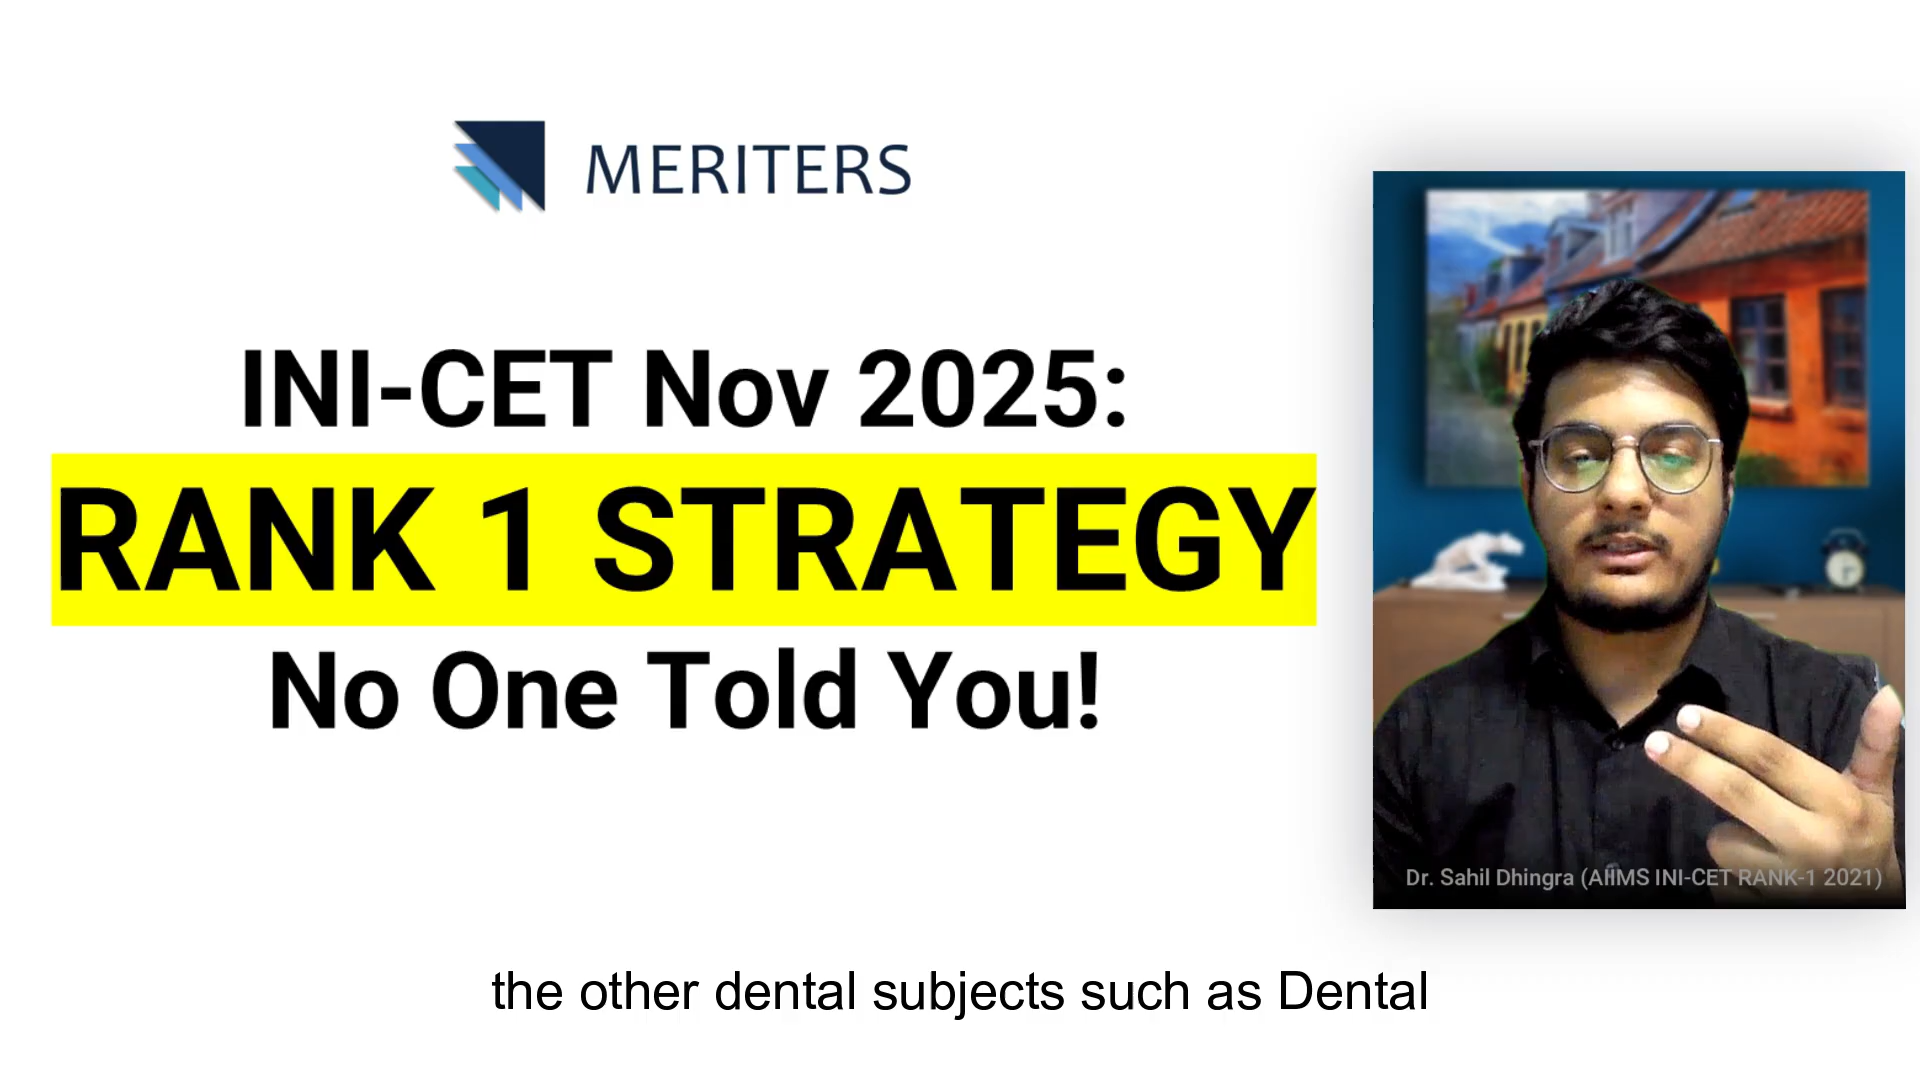 MERITERS
INI-CET Nov 2025:
RANK 1 STRATEGY
No One Told You!
Dr. Sahil Dhingra (AIIMS INI-CET RANK-1 2021)
the other dental subjects such as Dental